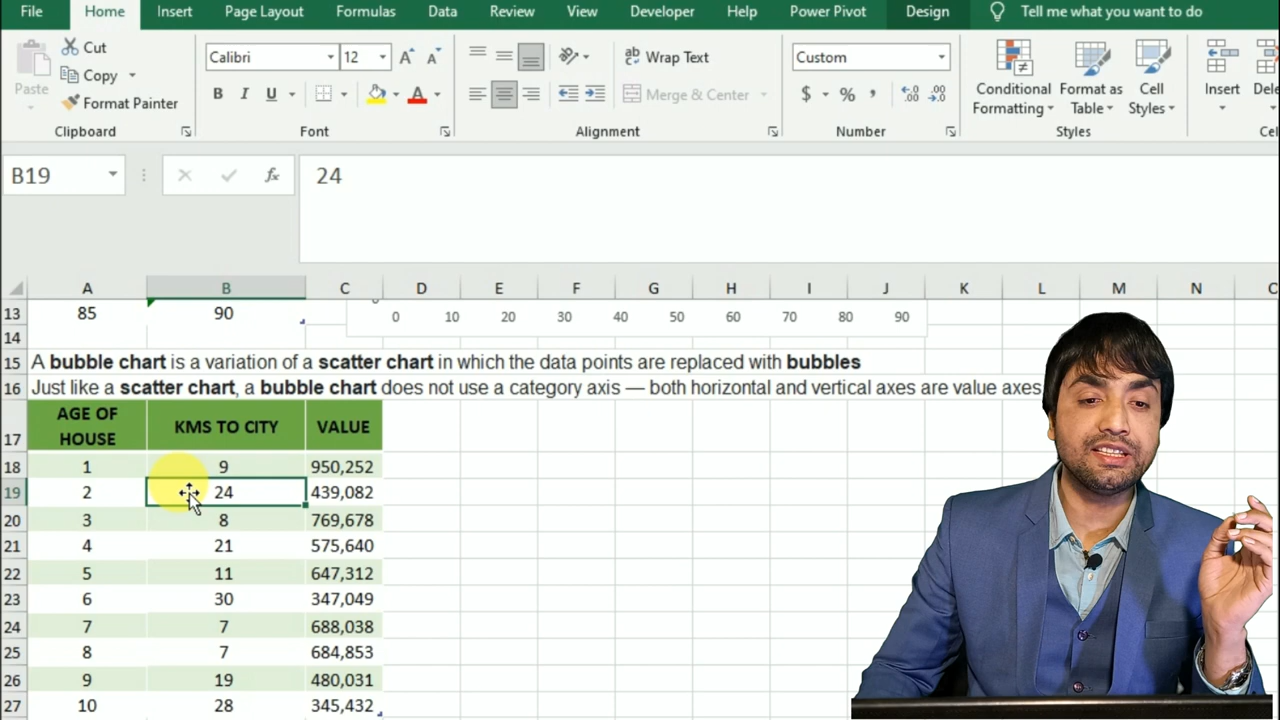 File Home Insert Page Layout Formulas Data Review View Developer Help Power Pivot Design Tell me what you want to do
Paste
Cut
Copy
Format Painter
Clipboard
Calibri 12 A A
B I U A
Font
ab Wrap Text
Merge & Center
Alignment
Custom
$ % ,
Number
Conditional Formatting
Format as Table
Cell Styles
Styles
Insert
Dele
Cel
B19 fx 24
A B C D E F G H I J K L M N O
13 85 90 0 10 20 30 40 50 60 70 80 90
14
15 A bubble chart is a variation of a scatter chart in which the data points are replaced with bubbles
16 Just like a scatter chart, a bubble chart does not use a category axis — both horizontal and vertical axes are value axes
17 AGE OF HOUSE KMS TO CITY VALUE
18 1 9 950,252
19 2 24 439,082
20 3 8 769,678
21 4 21 575,640
22 5 11 647,312
23 6 30 347,049
24 7 7 688,038
25 8 7 684,853
26 9 19 480,031
27 10 28 345,432